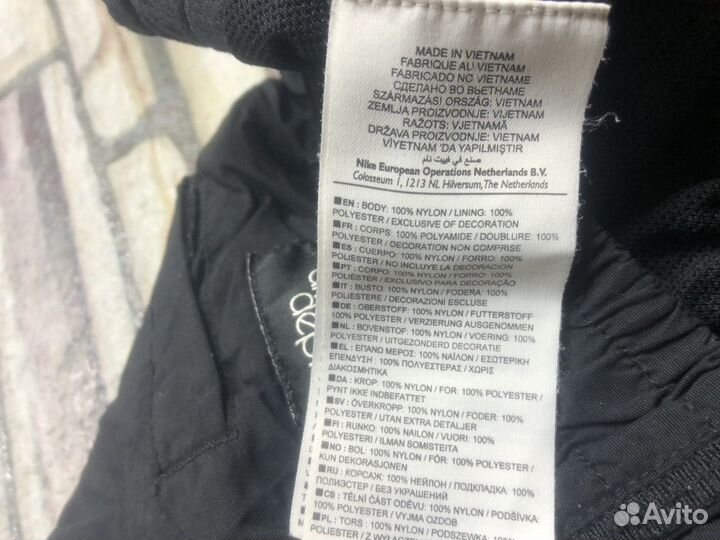 MADE IN VIETNAM
FABRIQUE AU VIETNAM
FABRICADO NO VIETNAME
СДЕЛАНО ВО ВЬЕТНАМЕ
SZÁRMAZÁSI ORSZÁG: VIETNÁM
ZEMLJA PROIZVODNJE: VIJETNAM
RAŽOTS: VJETNAMĀ
DRŽAVA PROIZVODNJE: VIETNAM
VİYETNAM 'DA YAPILMIŞTIR
صنع في فييت نام
Nike European Operations Netherlands B.V.
Colosseum 1, 1213 NL Hilversum, The Netherlands
EN : BODY: 100% NYLON / LINING: 100%
POLYESTER / EXCLUSIVE OF DECORATION
FR : CORPS: 100% POLYAMIDE / DOUBLURE: 100%
POLYESTER / DECORATION NON COMPRISE
ES : CUERPO: 100% NYLON / FORRO: 100%
POLIÉSTER / NO INCLUYE LA DECORACIÓN
PT : CORPO: 100% NYLON / FORRO: 100%
POLIÉSTER / EXCLUSIVO PARA DECORAÇÃO
IT : BUSTO: 100% NYLON / FODERA: 100%
POLIESTERE / DECORAZIONI ESCLUSE
DE : OBERSTOFF: 100% NYLON / FUTTERSTOFF
100% POLYESTER / VERZIERUNG AUSGENOMMEN
NL : BOVENSTOF: 100% NYLON / VOERING: 100%
POLYESTER / UITGEZONDERD DECORATIE
EL : ΕΠΑΝΩ ΜΕΡΟΣ: 100% ΝΑΪΛΟΝ / ΕΣΩΤΕΡΙΚΗ
ΕΠΕΝΔΥΣΗ: 100% ΠΟΛΥΕΣΤΕΡΑΣ / ΧΩΡΙΣ
ΔΙΑΚΟΣΜΗΤΙΚΑ
DA : KROP: 100% NYLON / FOR: 100% POLYESTER /
PYNT IKKE INDBEFATTET
SV : ÖVERKROPP: 100% NYLON / FODER: 100%
POLYESTER / UTAN EXTRA DETALJER
FI : RUNKO: 100% NAILON / VUORI: 100%
POLYESTERI / ILMAN SOMISTEITA
NO : BOL: 100% NYLON / FÔR: 100% POLYESTER /
KUN DEKORASJONEN
RU : КОРСАЖ: 100% НЕЙЛОН / ПОДКЛАДКА: 100%
ПОЛИЭСТЕР / БЕЗ УКРАШЕНИЙ
CS : TĚLNÍ ČÁST ODĚVU: 100% NYLON / PODŠÍVKA:
100% POLYESTER / VYJMA OZDOB
PL : TORS: 100% NYLON / PODSZEWKA: 100%
Avito